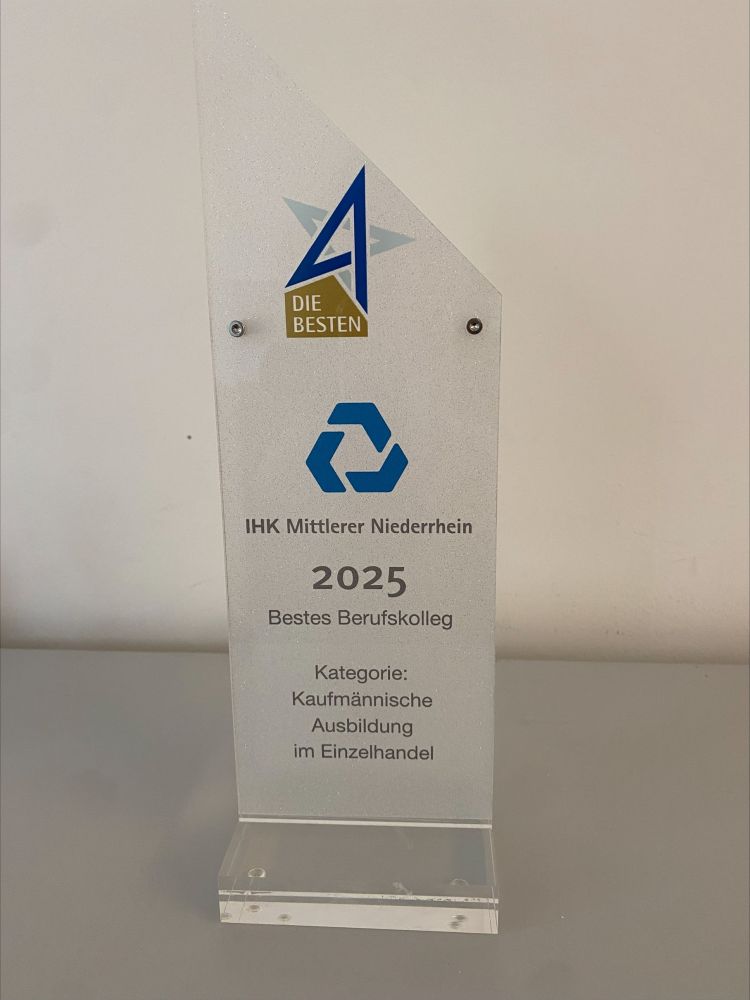 DIE
BESTEN
IHK Mittlerer Niederrhein
2025
Bestes Berufskolleg
Kategorie:
Kaufmännische
Ausbildung
im Einzelhandel